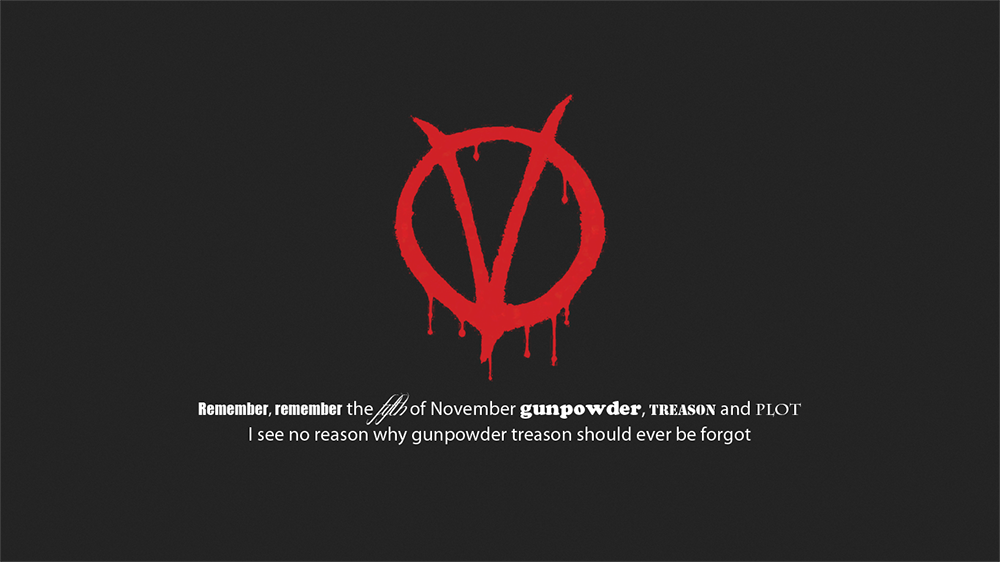 V
Remember, remember the fifth of November gunpowder, TREASON and PLOT
I see no reason why gunpowder treason should ever be forgot